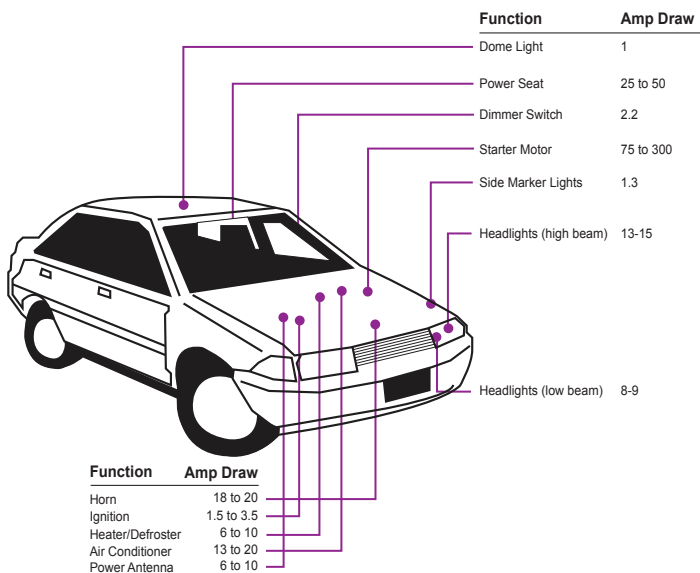 Function Amp Draw
Dome Light 1
Power Seat 25 to 50
Dimmer Switch 2.2
Starter Motor 75 to 300
Side Marker Lights 1.3
Headlights (high beam) 13-15
Headlights (low beam) 8-9
Function Amp Draw
Horn 18 to 20
Ignition 1.5 to 3.5
Heater/Defroster 6 to 10
Air Conditioner 13 to 20
Power Antenna 6 to 10